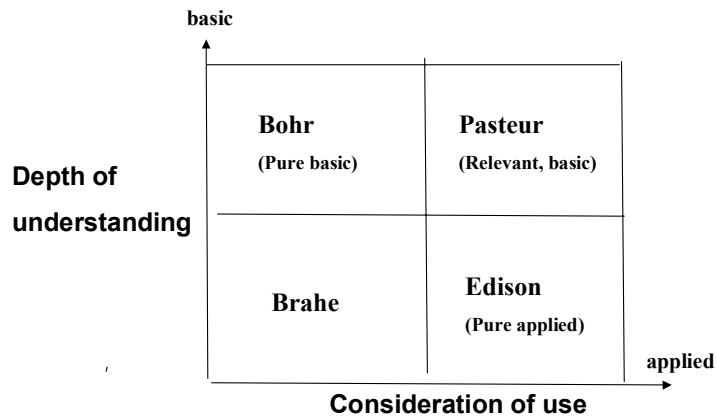 basic
Bohr
(Pure basic)
Pasteur
(Relevant, basic)
Depth of
understanding
Brahe
Edison
(Pure applied)
applied
Consideration of use